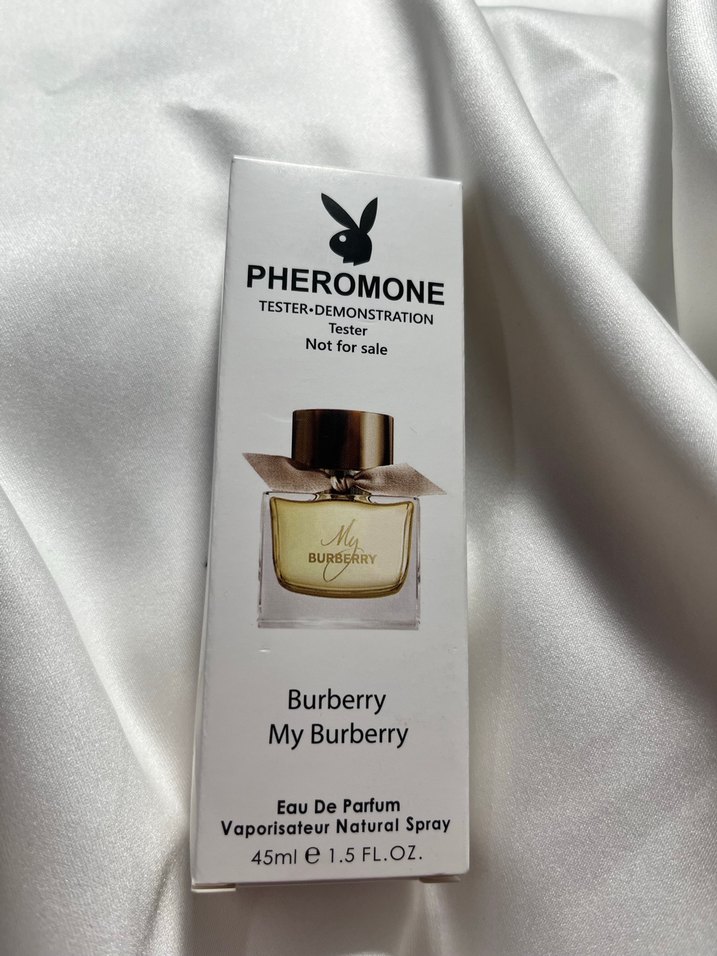 PHEROMONE
TESTER•DEMONSTRATION
Tester
Not for sale
My
BURBERRY
Burberry
My Burberry
Eau De Parfum
Vaporisateur Natural Spray
45ml e 1.5 FL.OZ.